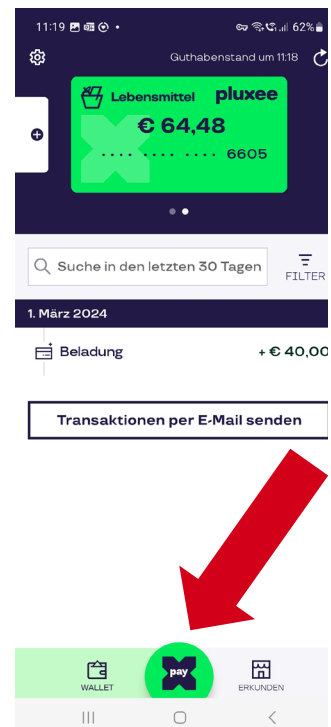 11:19 62%
Guthabenstand um 11:18
Lebensmittel pluxee
€ 64,48
···· ···· ···· 6605
Suche in den letzten 30 Tagen
FILTER
1. März 2024
Beladung + € 40,00
Transaktionen per E-Mail senden
pay
WALLET
ERKUNDEN